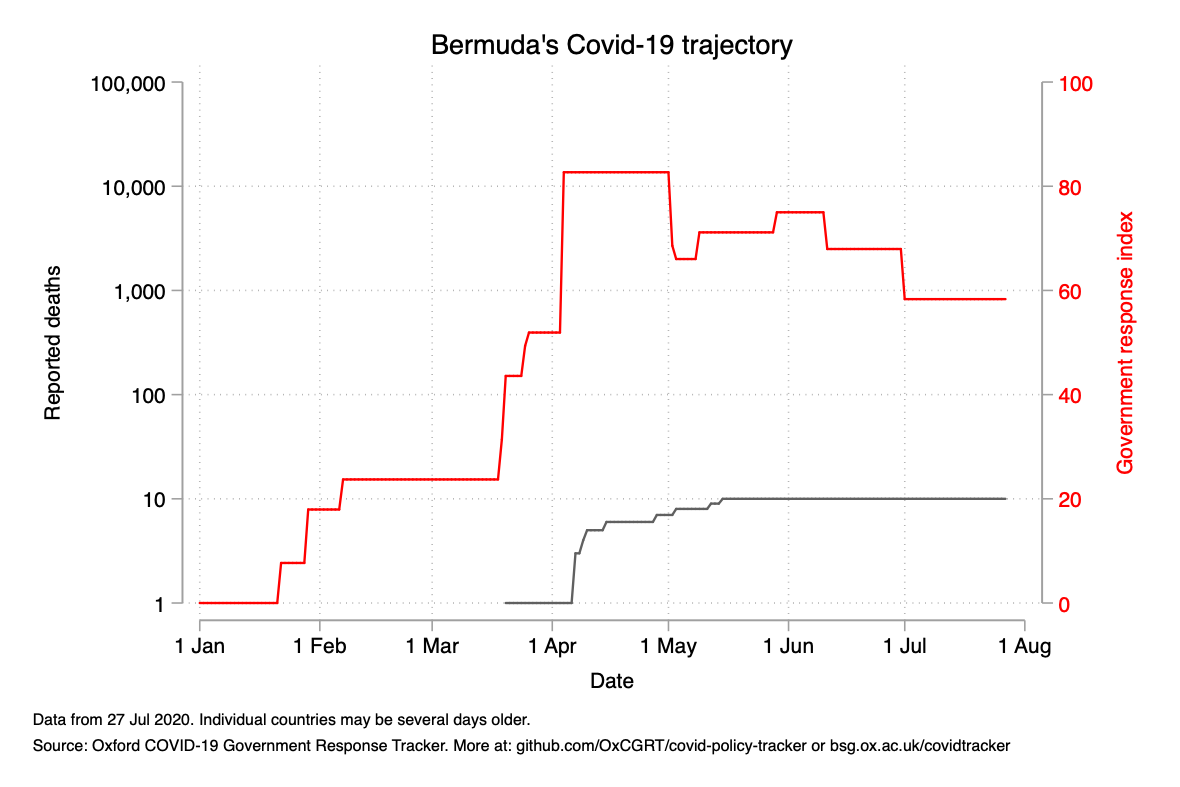 Bermuda's Covid-19 trajectory
100,000
10,000
1,000
100
10
1
Reported deaths
100
80
60
40
20
0
Government response index
1 Jan 1 Feb 1 Mar 1 Apr 1 May 1 Jun 1 Jul 1 Aug
Date
Data from 27 Jul 2020. Individual countries may be several days older.
Source: Oxford COVID-19 Government Response Tracker. More at: github.com/OxCGRT/covid-policy-tracker or bsg.ox.ac.uk/covidtracker